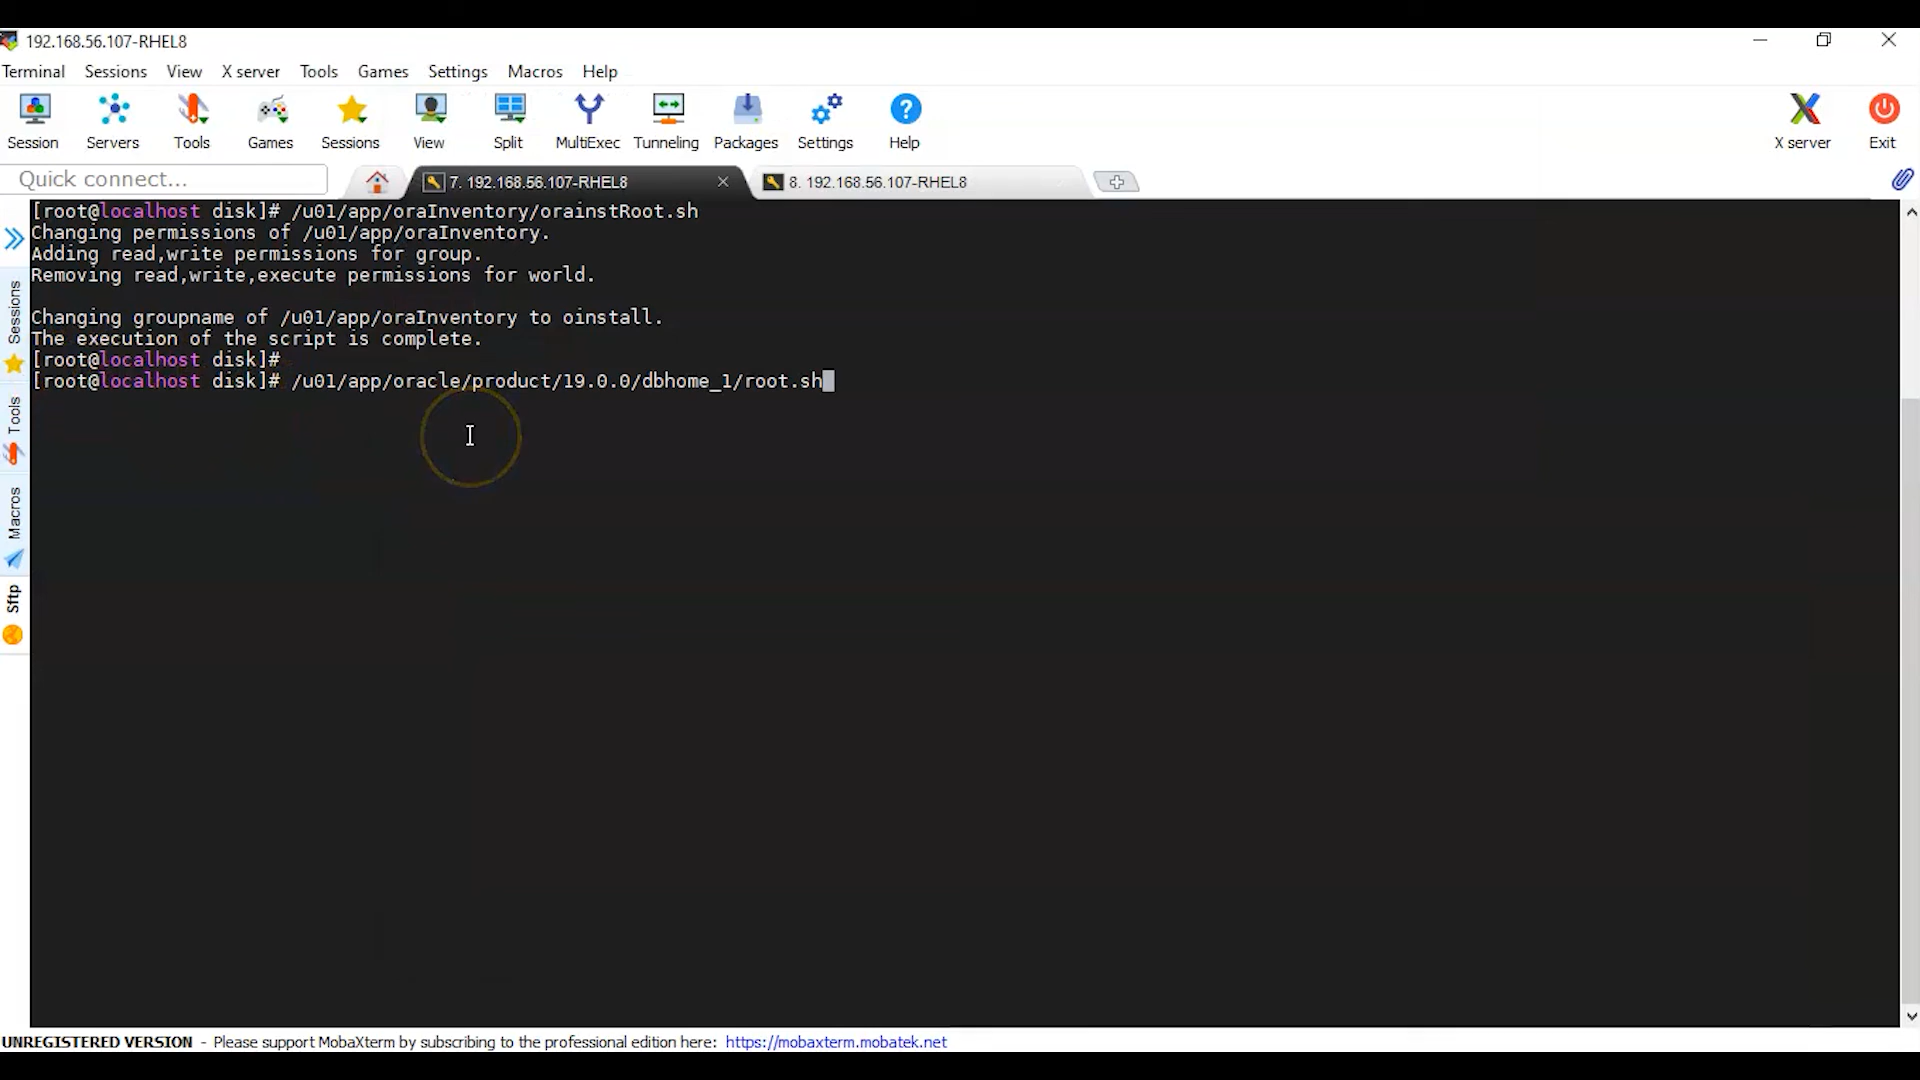 192.168.56.107-RHEL8
Terminal Sessions View X server Tools Games Settings Macros Help
Session Servers Tools Games Sessions View Split MultiExec Tunneling Packages Settings Help X server Exit
Quick connect... 7. 192.168.56.107-RHEL8 8. 192.168.56.107-RHEL8
[root@localhost disk]# /u01/app/oraInventory/orainstRoot.sh
Changing permissions of /u01/app/oraInventory.
Adding read,write permissions for group.
Removing read,write,execute permissions for world.
Changing groupname of /u01/app/oraInventory to oinstall.
The execution of the script is complete.
[root@localhost disk]#
[root@localhost disk]# /u01/app/oracle/product/19.0.0/dbhome_1/root.sh
Sessions
Tools
Macros
Sftp
UNREGISTERED VERSION - Please support MobaXterm by subscribing to the professional edition here: https://mobaxterm.mobatek.net